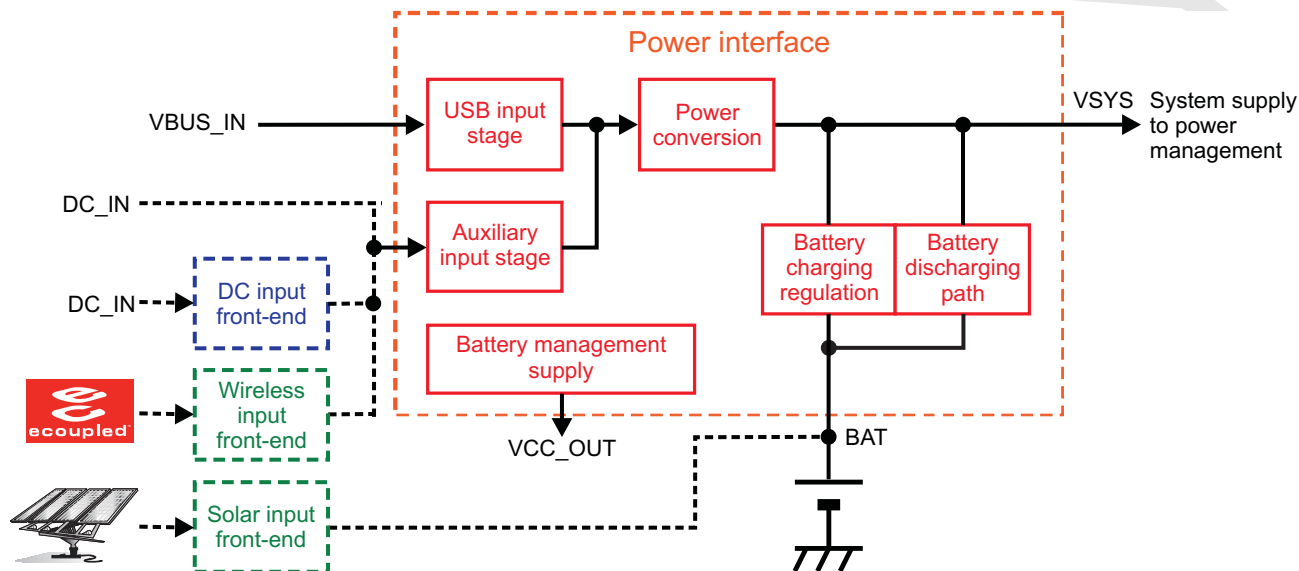 Power interface
VBUS_IN
USB input
stage
Power
conversion
VSYS
System supply
to power
management
DC_IN
Auxiliary
input stage
Battery
charging
regulation
Battery
discharging
path
DC_IN
DC input
front-end
Battery management
supply
ecoupled
Wireless
input
front-end
VCC_OUT
BAT
Solar input
front-end